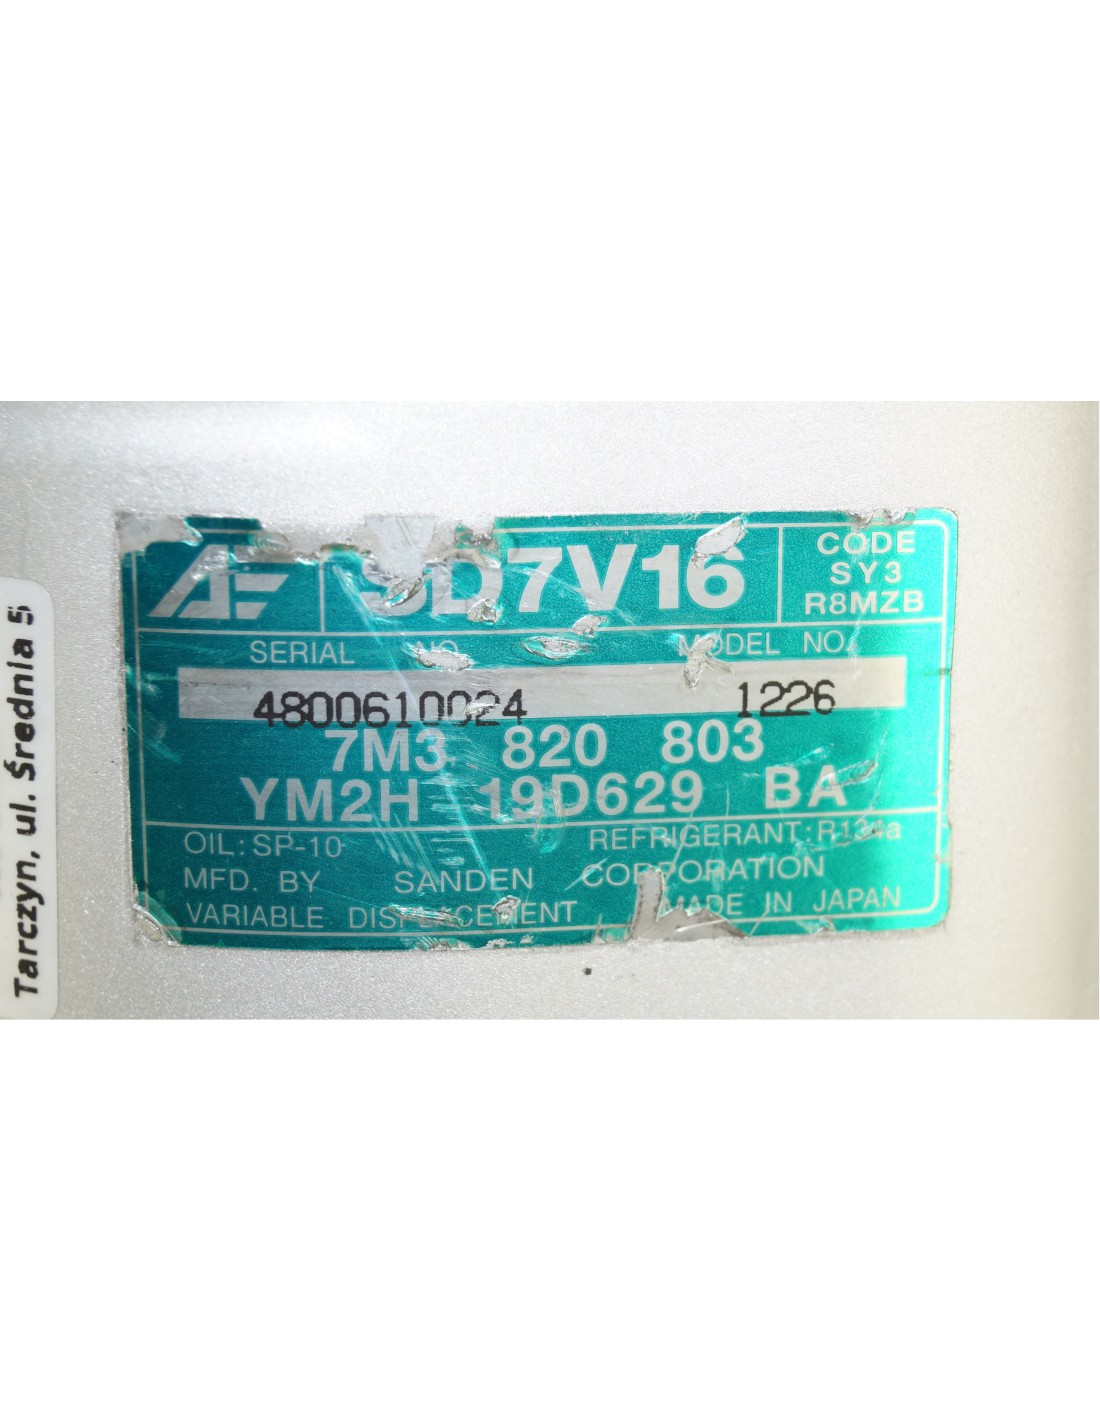 SD7V16
CODE
SY3
R8MZB
SERIAL NO.
MODEL NO.
4800610024 1226
7M3 820 803
YM2H 19D629 BA
OIL: SP-10 REFRIGERANT: R134a
MFD. BY SANDEN CORPORATION
VARIABLE DISPLACEMENT MADE IN JAPAN
Tarczyn, ul. Średnia 5